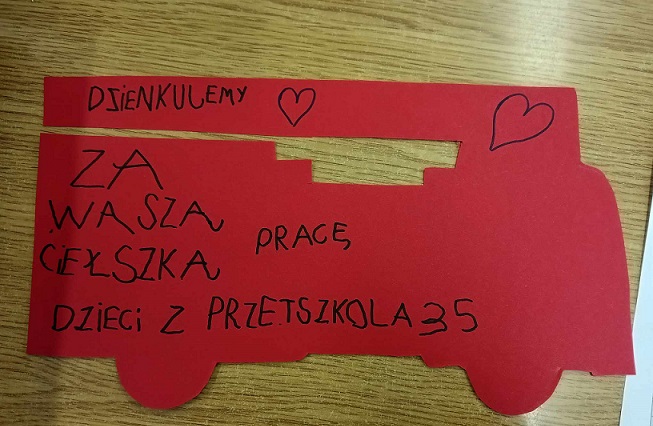 DZIENKUJEMY
ZA
WASZĄ
CIEŁSZKĄ PRACĘ
DZIECI Z PRZETSZKOLA 35